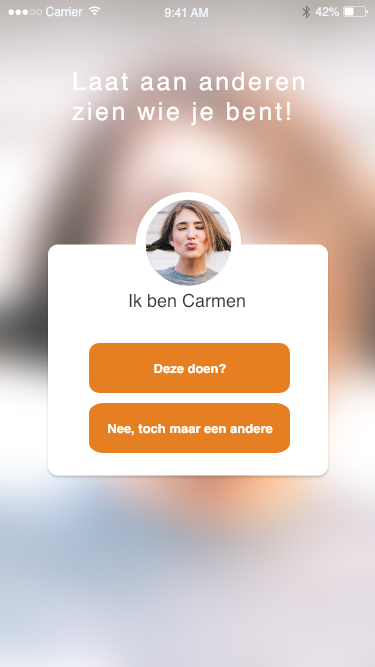 Carrier 9:41 AM 42%
Laat aan anderen
zien wie je bent!
Ik ben Carmen
Deze doen?
Nee, toch maar een andere